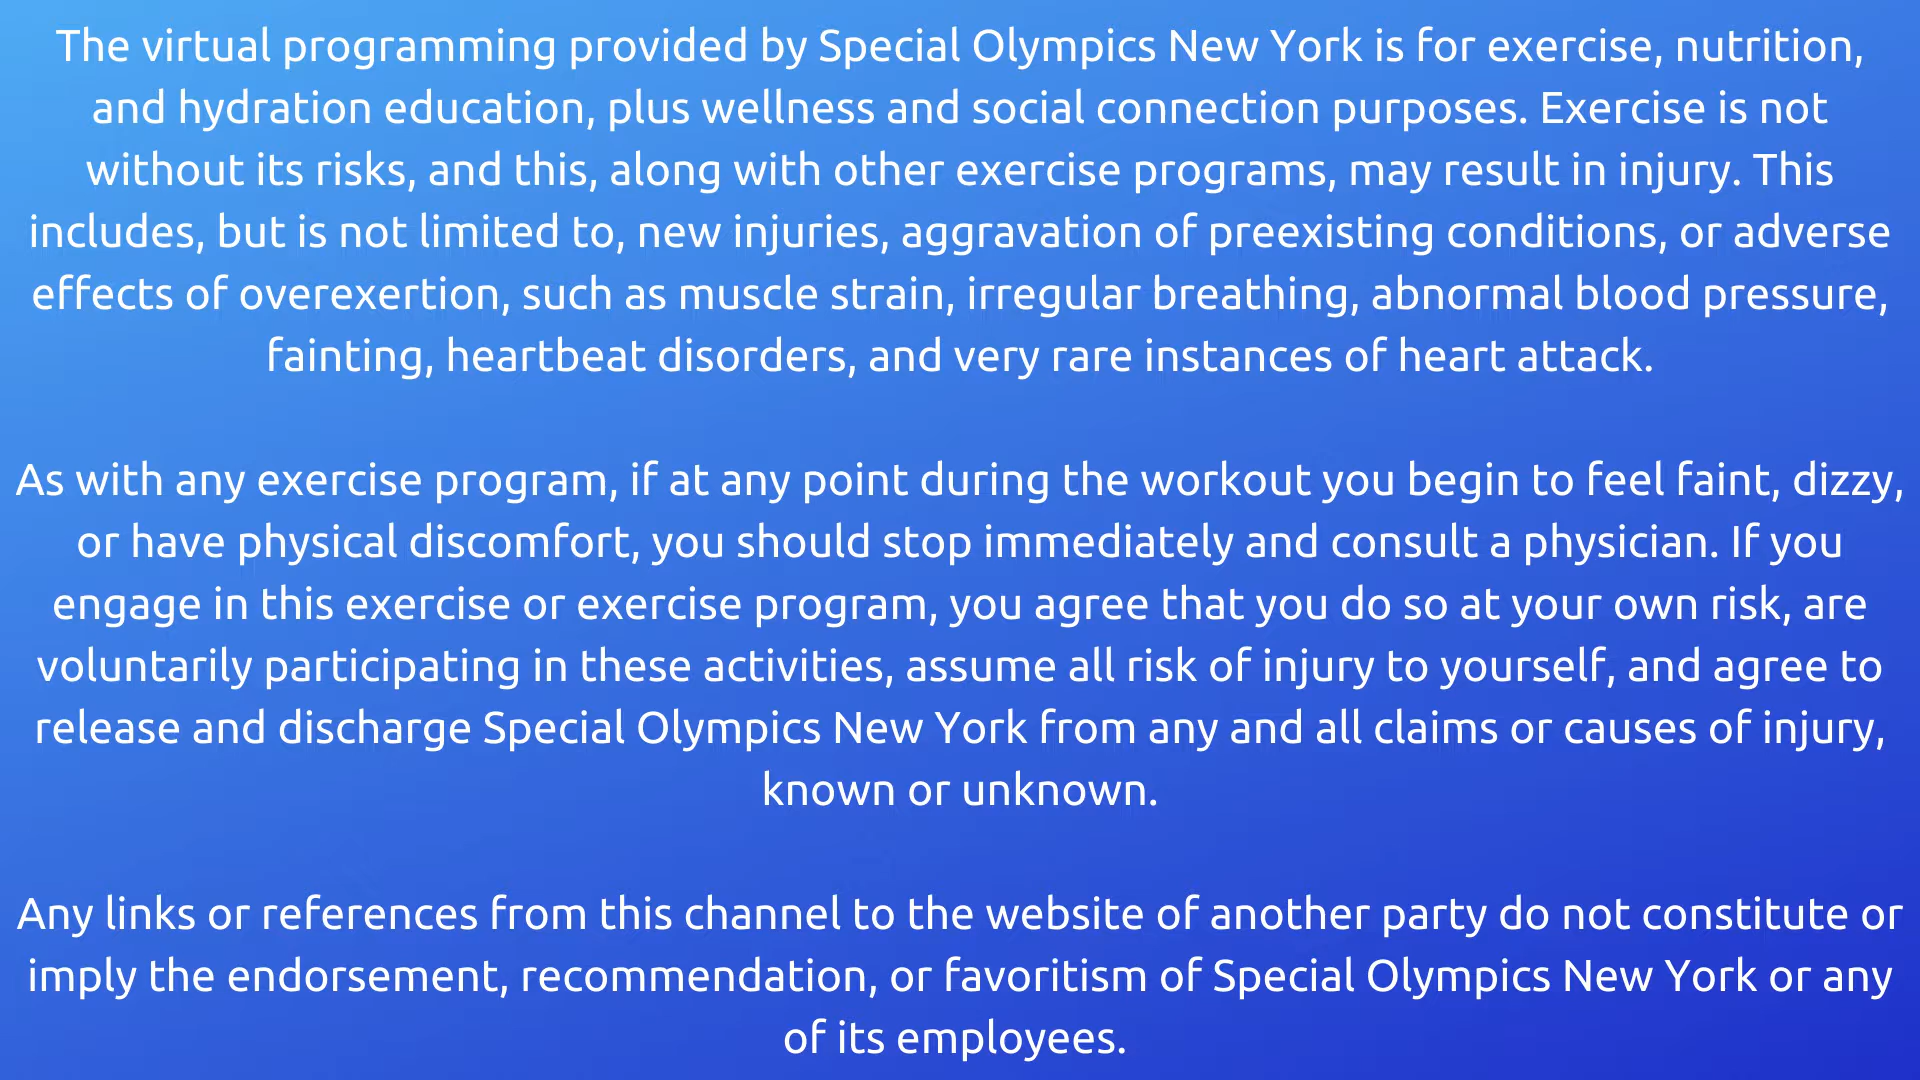 The virtual programming provided by Special Olympics New York is for exercise, nutrition,
and hydration education, plus wellness and social connection purposes. Exercise is not
without its risks, and this, along with other exercise programs, may result in injury. This
includes, but is not limited to, new injuries, aggravation of preexisting conditions, or adverse
effects of overexertion, such as muscle strain, irregular breathing, abnormal blood pressure,
fainting, heartbeat disorders, and very rare instances of heart attack.
As with any exercise program, if at any point during the workout you begin to feel faint, dizzy,
or have physical discomfort, you should stop immediately and consult a physician. If you
engage in this exercise or exercise program, you agree that you do so at your own risk, are
voluntarily participating in these activities, assume all risk of injury to yourself, and agree to
release and discharge Special Olympics New York from any and all claims or causes of injury,
known or unknown.
Any links or references from this channel to the website of another party do not constitute or
imply the endorsement, recommendation, or favoritism of Special Olympics New York or any
of its employees.